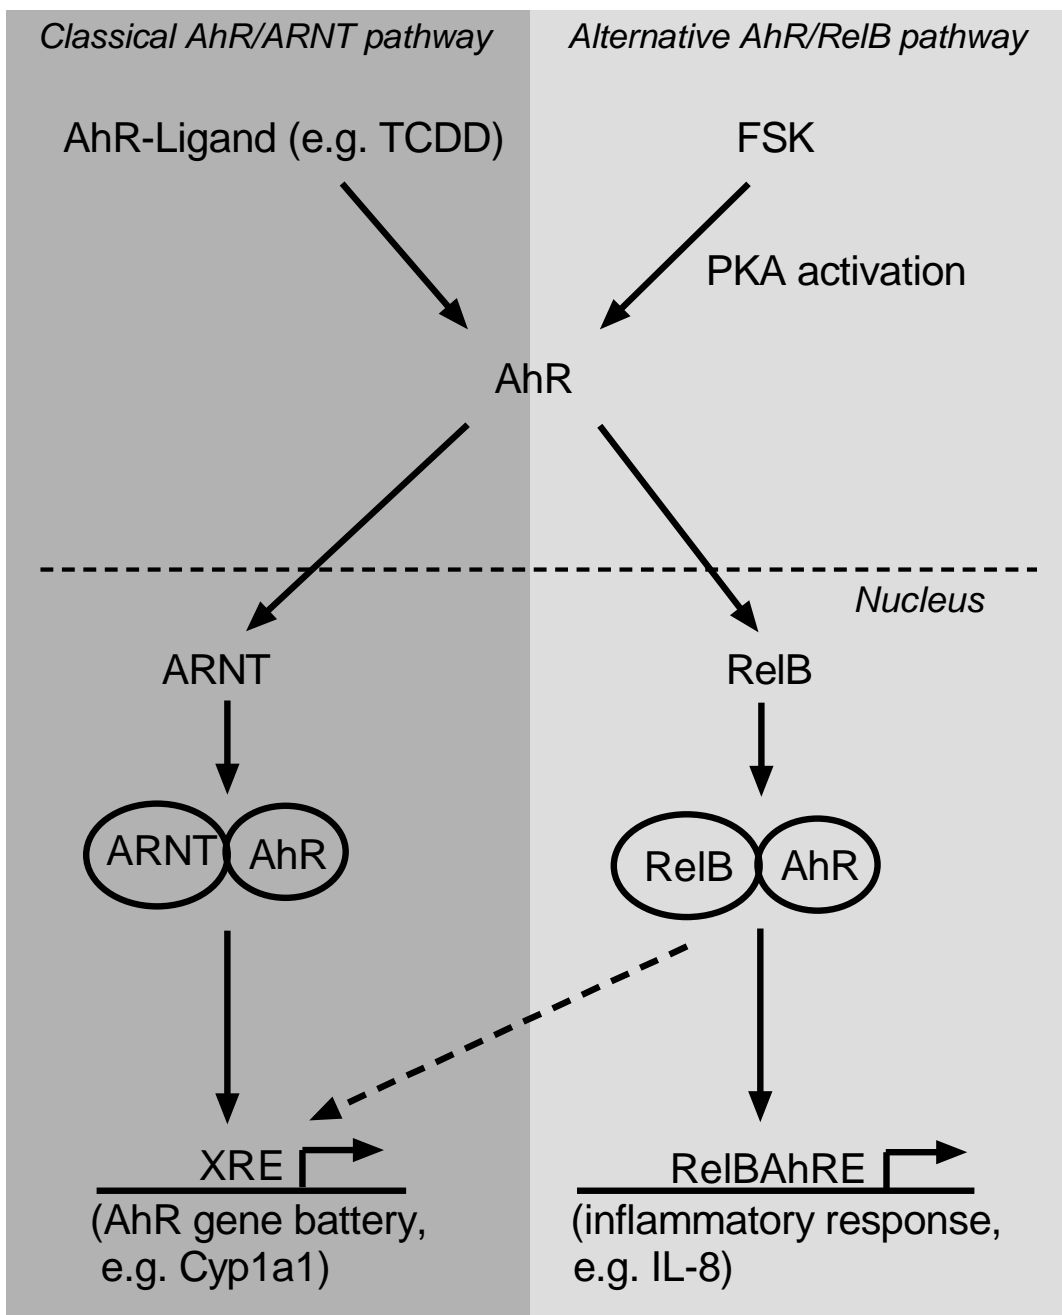 Classical AhR/ARNT pathway
Alternative AhR/RelB pathway
AhR-Ligand (e.g. TCDD)
FSK
PKA activation
AhR
Nucleus
ARNT
RelB
ARNT
AhR
RelB
AhR
XRE
RelBAhRE
(AhR gene battery,
e.g. Cyp1a1)
(inflammatory response,
e.g. IL-8)